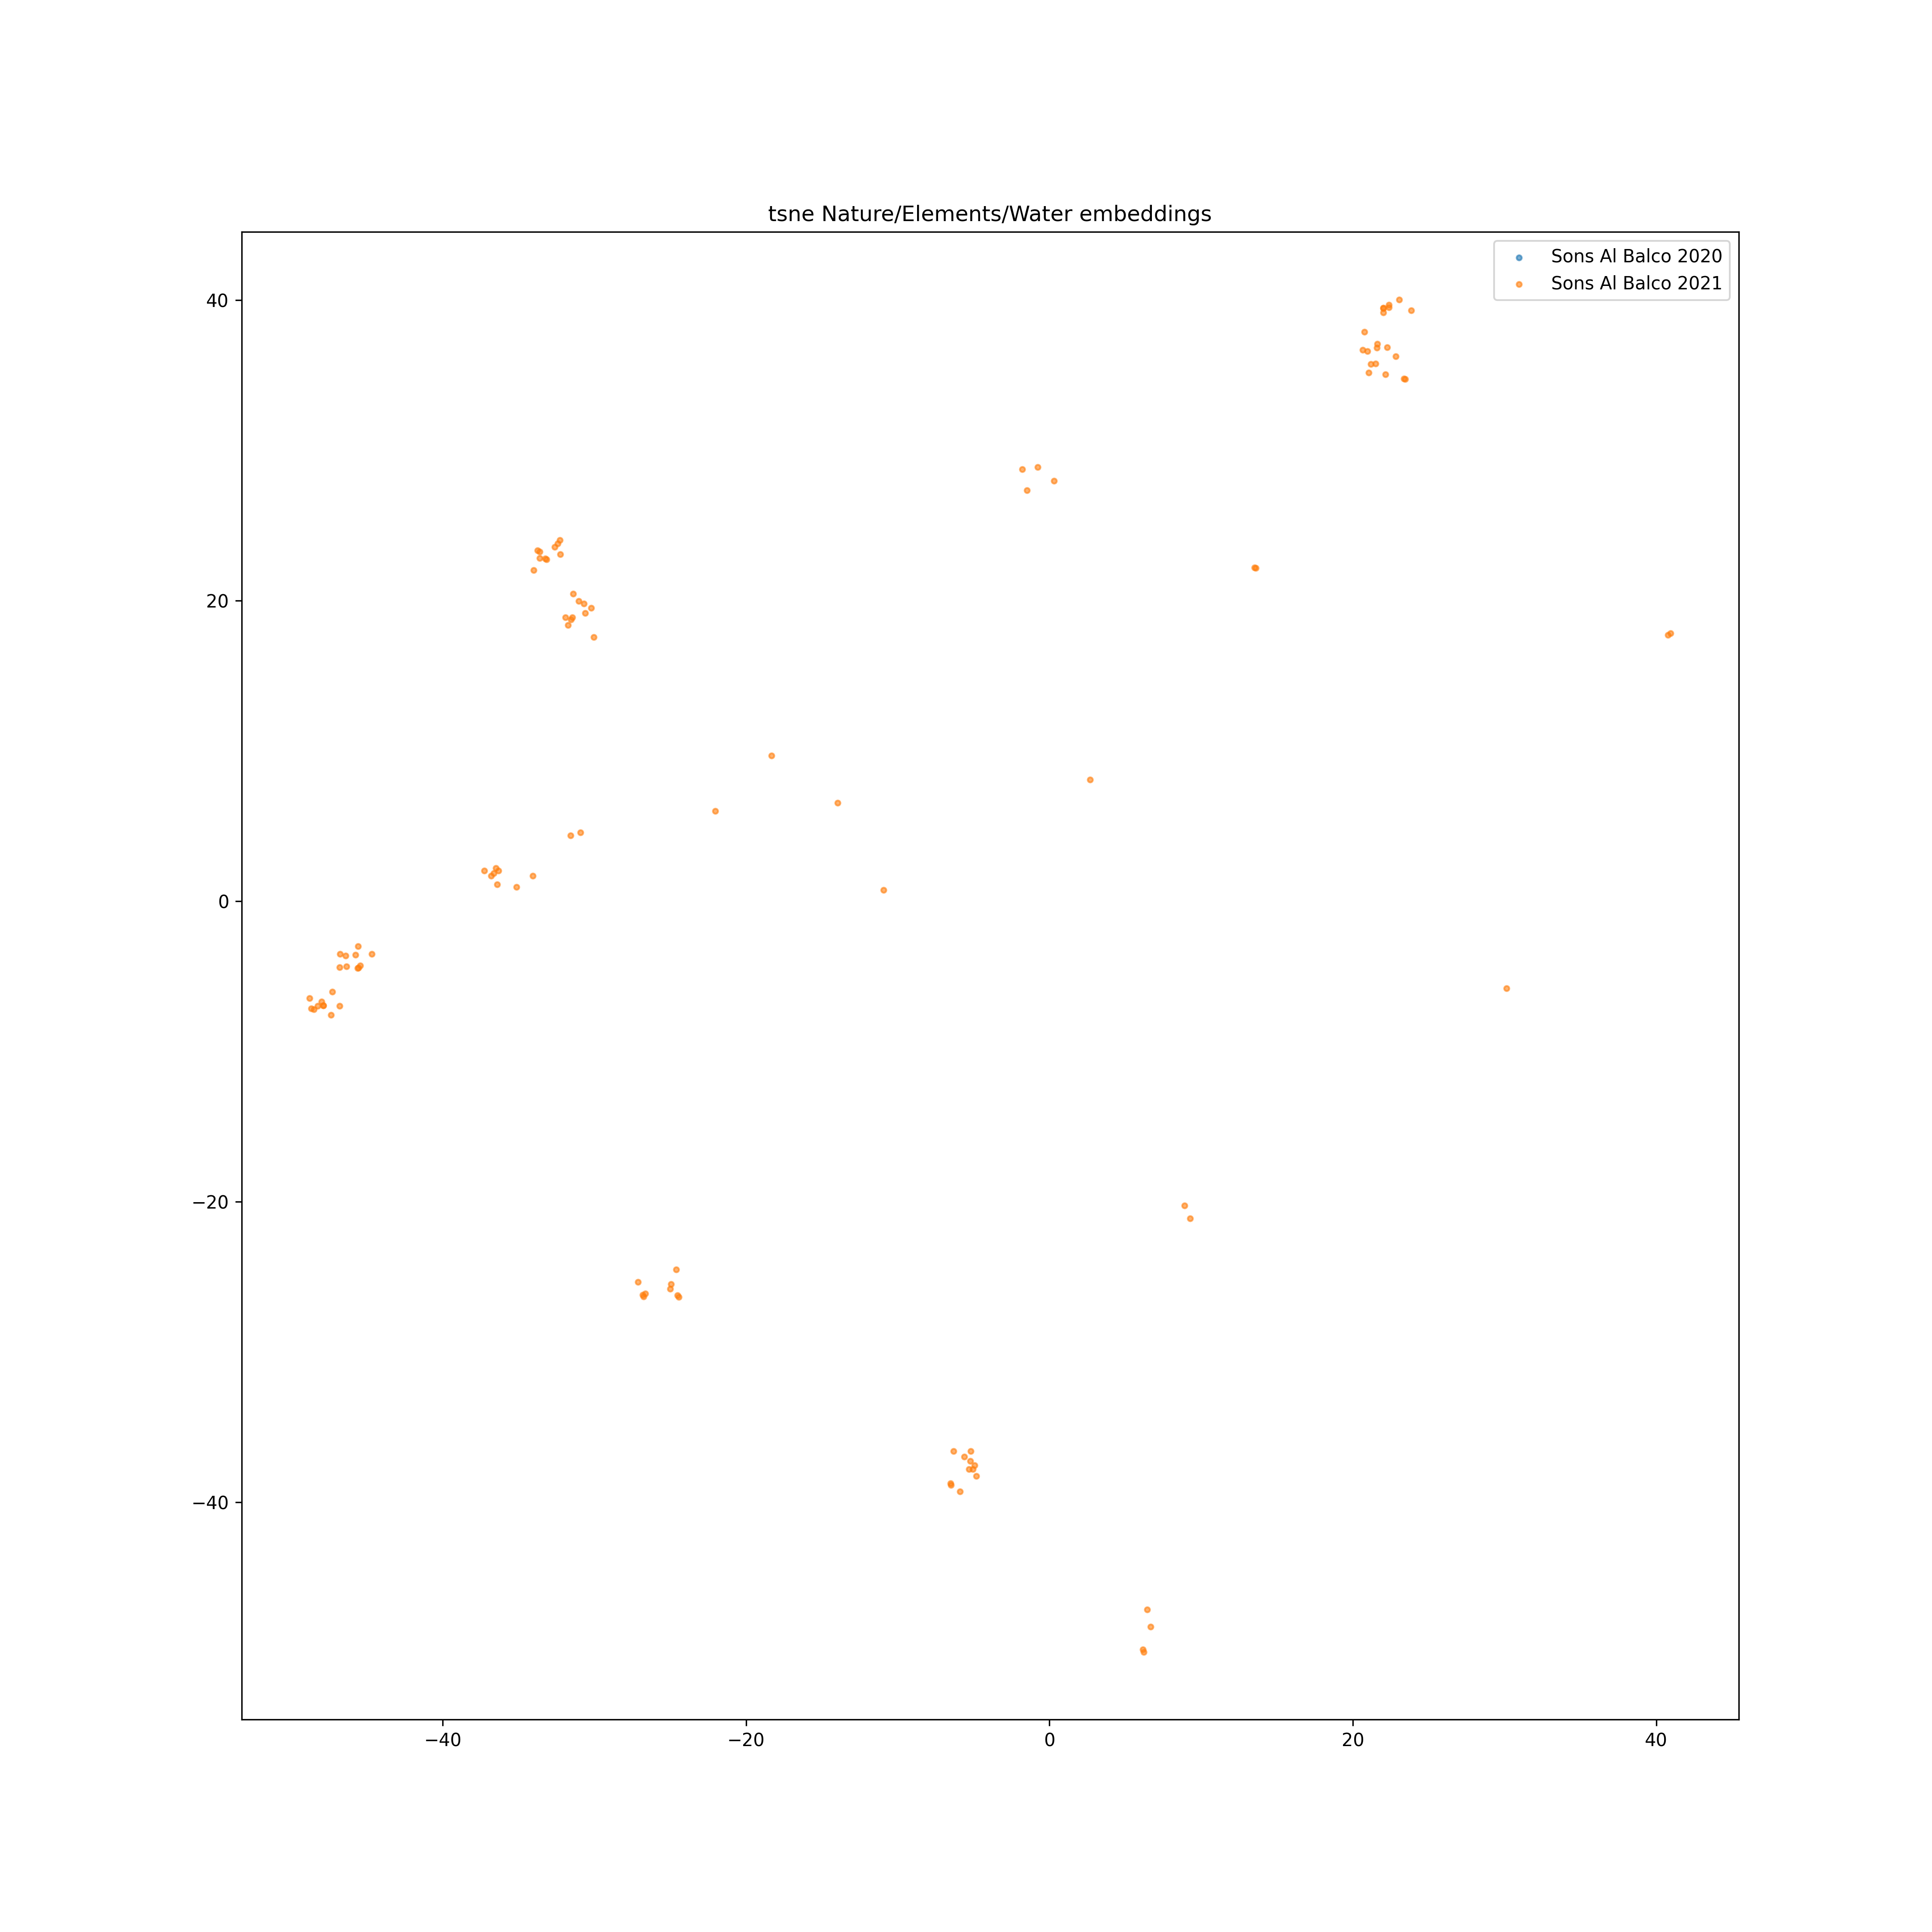 tsne Nature/Elements/Water embeddings
Sons Al Balco 2020
Sons Al Balco 2021
40
20
0
−20
−40
−40 −20 0 20 40